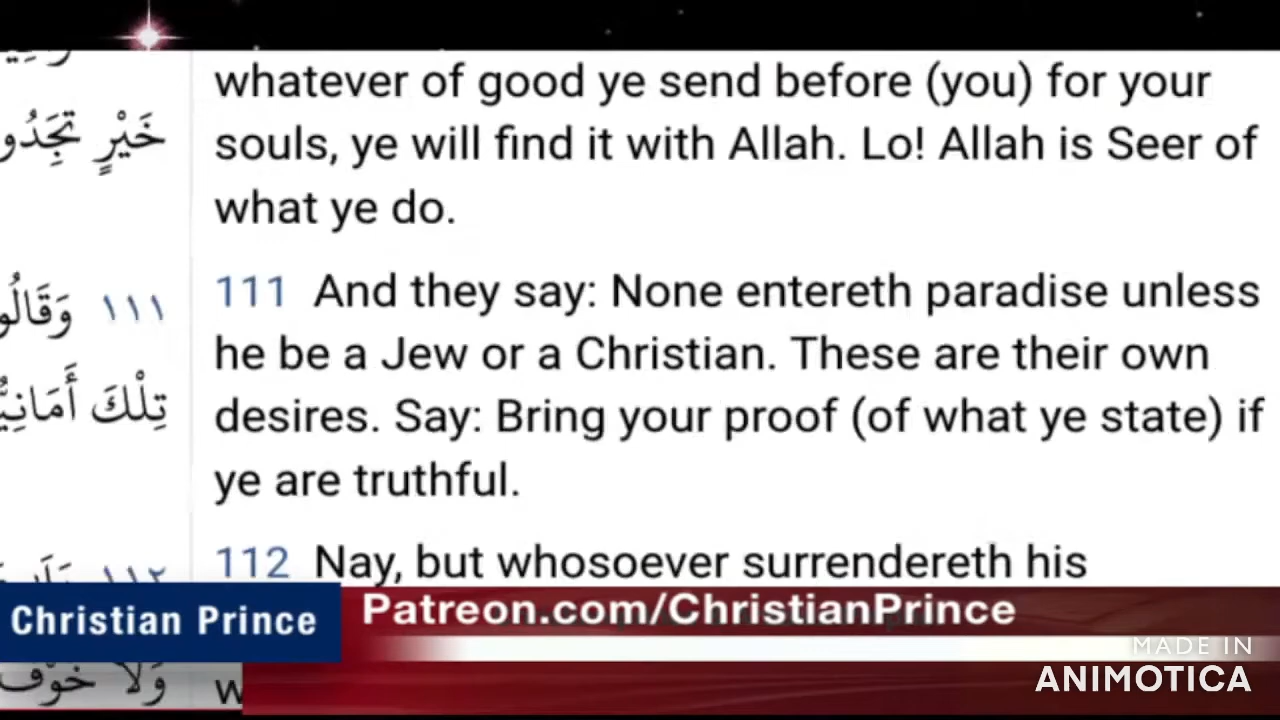 whatever of good ye send before (you) for your
خَيْرٍ
souls, ye will find it with Allah. Lo! Allah is Seer of
what ye do.
111 And they say: None entereth paradise unless
١١١
he be a Jew or a Christian. These are their own
تِلْكَ
desires. Say: Bring your proof (of what ye state) if
ye are truthful.
112 Nay, but whosoever surrendereth his
١١٢
Christian Prince
Patreon.com/ChristianPrince
MADE IN
ANIMOTICA
وَلَا خَوْفٌ